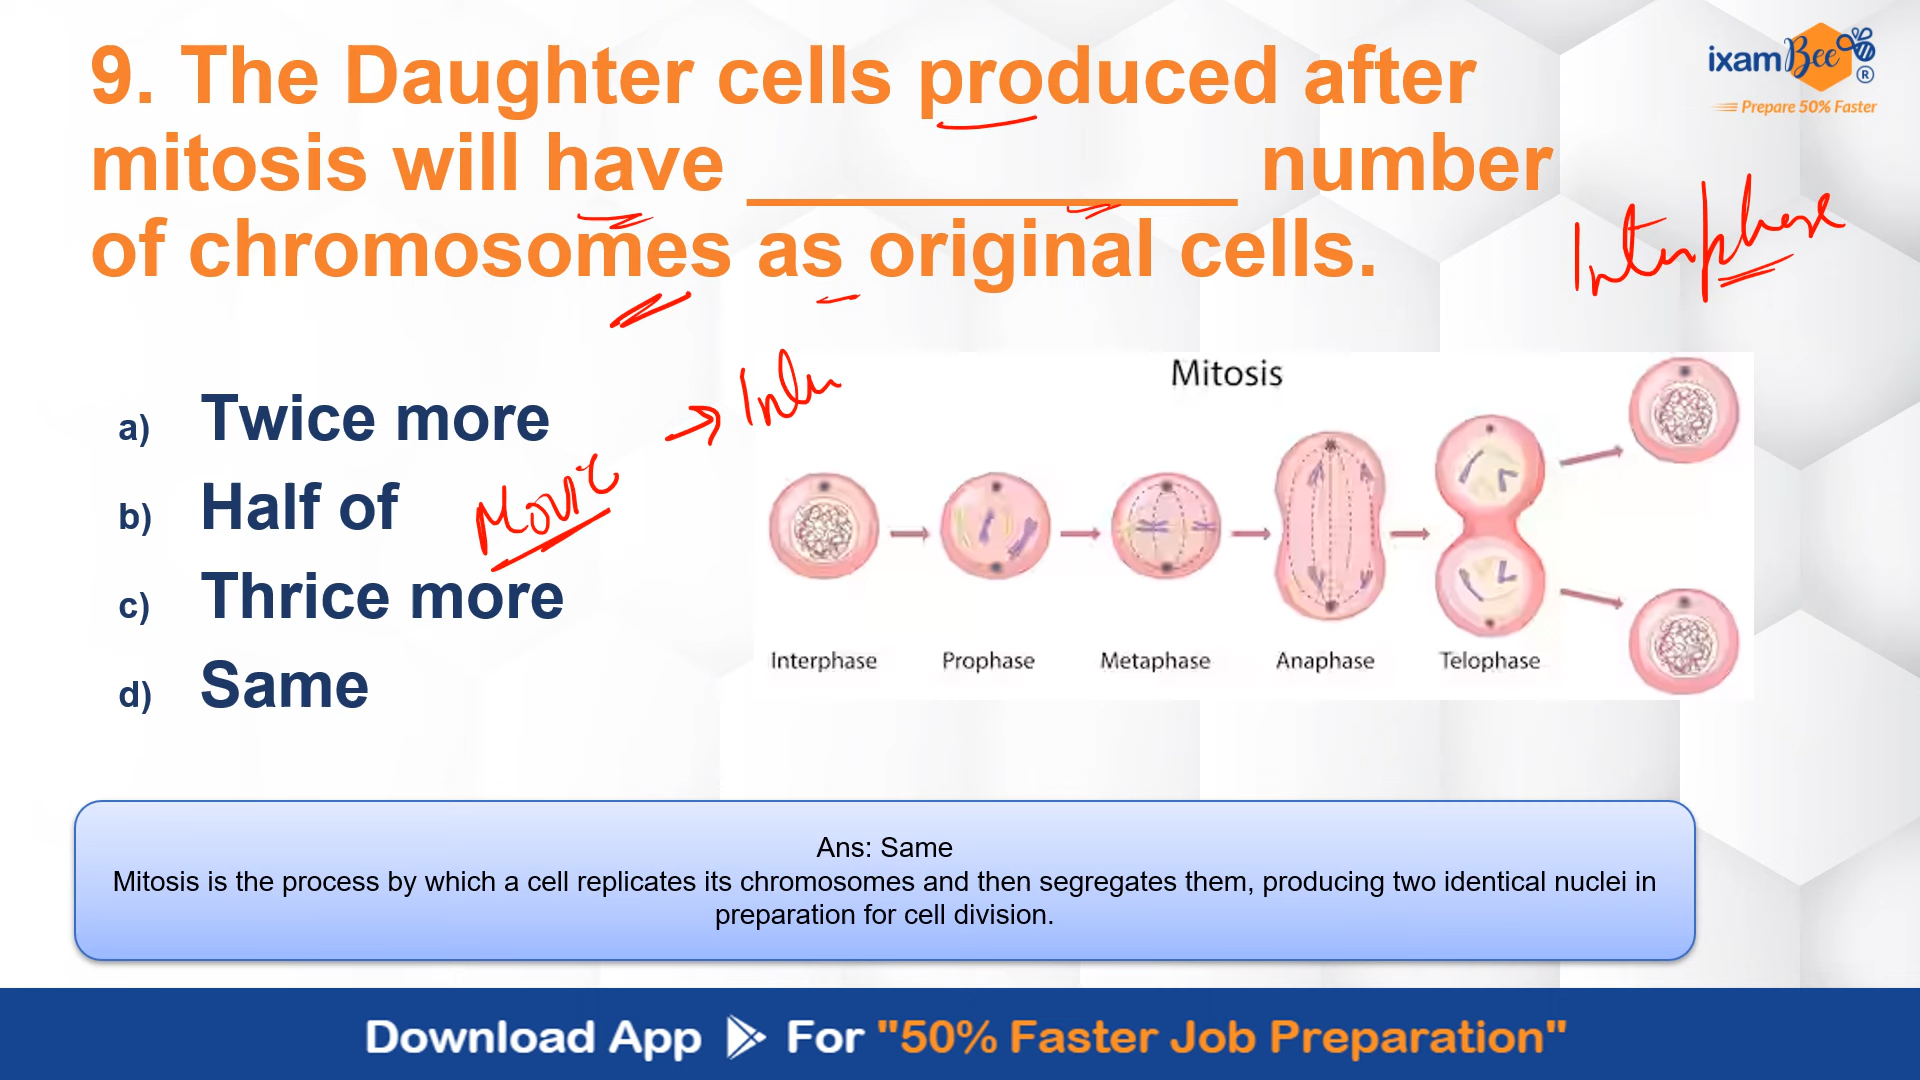 9. The Daughter cells produced after
mitosis will have ______________ number
of chromosomes as original cells.
ixamBee®
Prepare 50% Faster
Interphase
a) Twice more
b) Half of
c) Thrice more
d) Same
Mitosis
Interphase
Prophase
Metaphase
Anaphase
Telophase
Ans: Same
Mitosis is the process by which a cell replicates its chromosomes and then segregates them, producing two identical nuclei in
preparation for cell division.
Download App For "50% Faster Job Preparation"